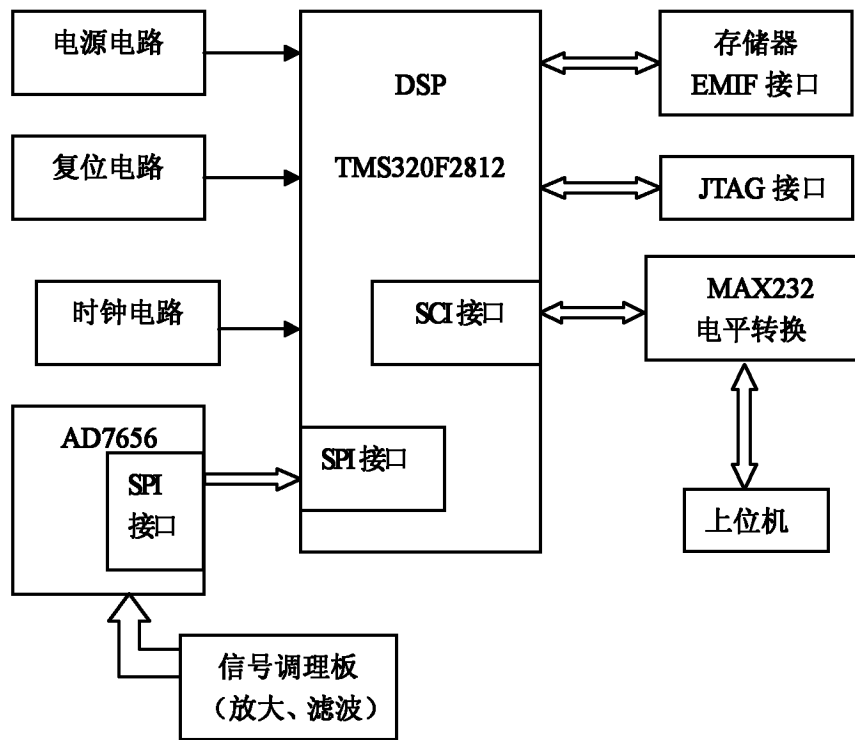 电源电路
复位电路
时钟电路
AD7656
SPI
接口
信号调理板
（放大、滤波）
DSP
TMS320F2812
SCI 接口
SPI 接口
存储器
EMIF 接口
JTAG 接口
MAX232
电平转换
上位机